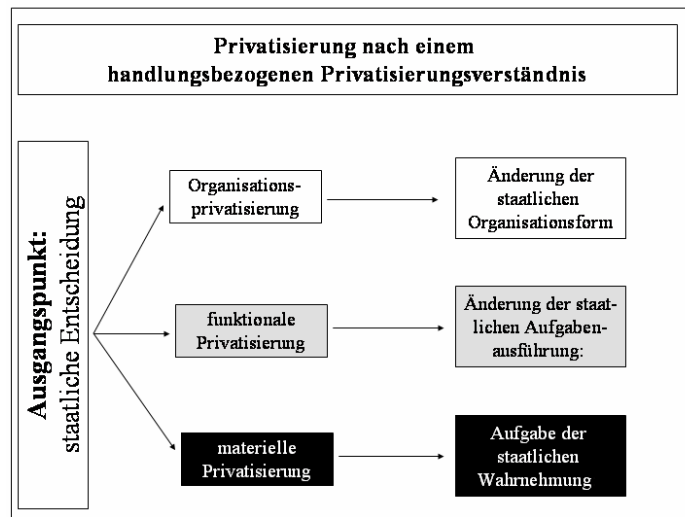 Privatisierung nach einem
handlungsbezogenen Privatisierungsverständnis
Ausgangspunkt:
staatliche Entscheidung
Organisations-
privatisierung
Änderung der
staatlichen
Organisationsform
funktionale
Privatisierung
Änderung der staat-
lichen Aufgaben-
ausführung:
materielle
Privatisierung
Aufgabe der
staatlichen
Wahrnehmung